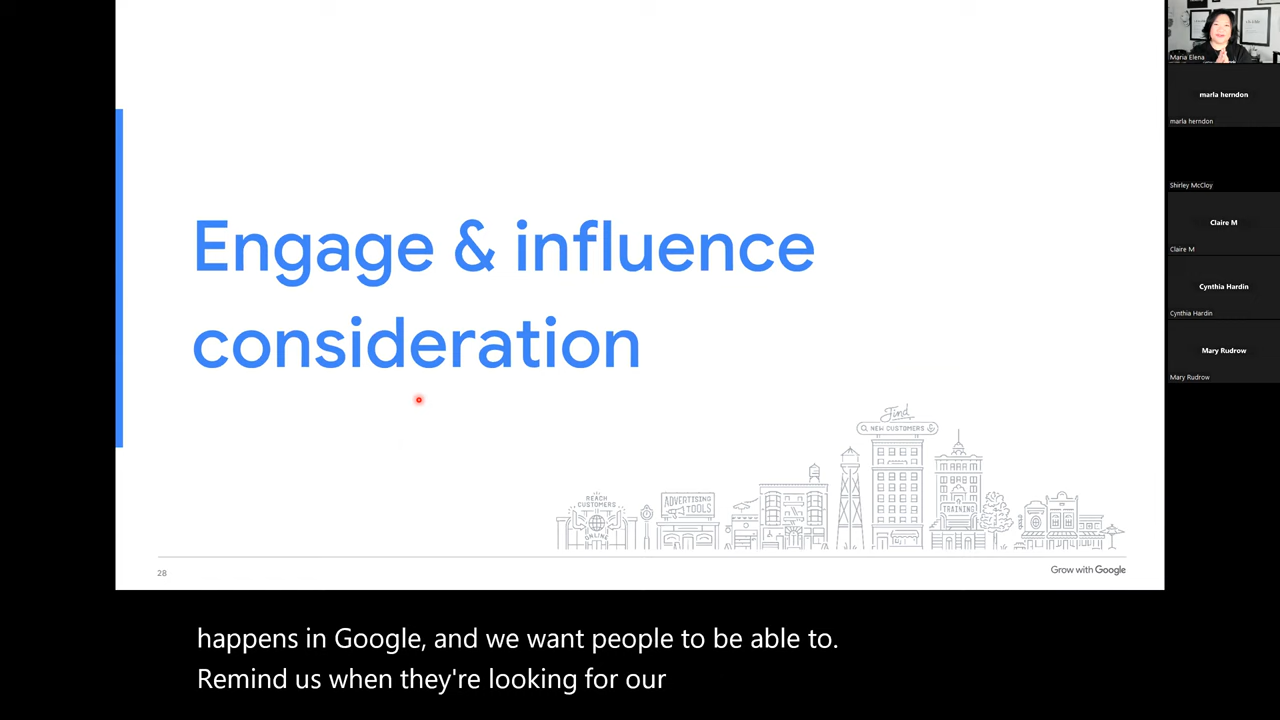 Engage & influence
consideration
Find
NEW CUSTOMERS
REACH
CUSTOMERS
ONLINE
ADVERTISING
TOOLS
TRAINING
28
Grow with Google
happens in Google, and we want people to be able to.
Remind us when they're looking for our
Maria Elena
marla herndon
marla herndon
Shirley McCloy
Claire M
Claire M
Cynthia Hardin
Cynthia Hardin
Mary Rudrow
Mary Rudrow